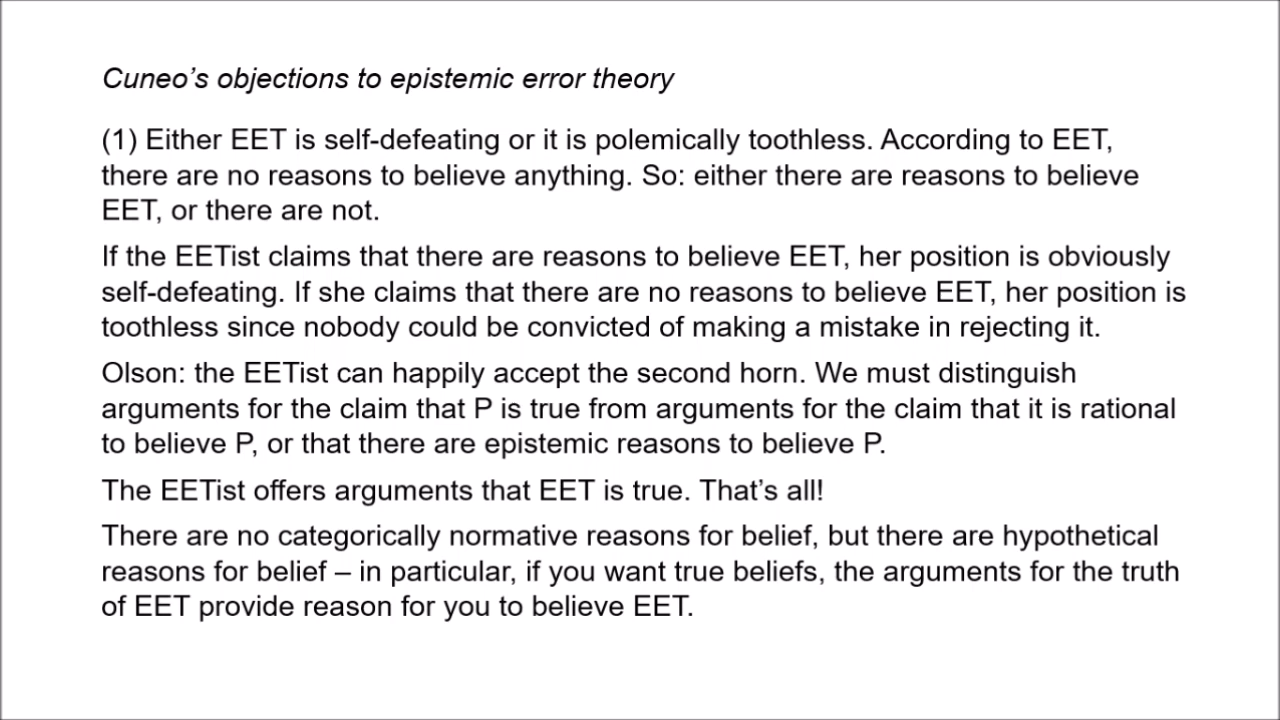 Cuneo’s objections to epistemic error theory
(1) Either EET is self-defeating or it is polemically toothless. According to EET,
there are no reasons to believe anything. So: either there are reasons to believe
EET, or there are not.
If the EETist claims that there are reasons to believe EET, her position is obviously
self-defeating. If she claims that there are no reasons to believe EET, her position is
toothless since nobody could be convicted of making a mistake in rejecting it.
Olson: the EETist can happily accept the second horn. We must distinguish
arguments for the claim that P is true from arguments for the claim that it is rational
to believe P, or that there are epistemic reasons to believe P.
The EETist offers arguments that EET is true. That’s all!
There are no categorically normative reasons for belief, but there are hypothetical
reasons for belief – in particular, if you want true beliefs, the arguments for the truth
of EET provide reason for you to believe EET.